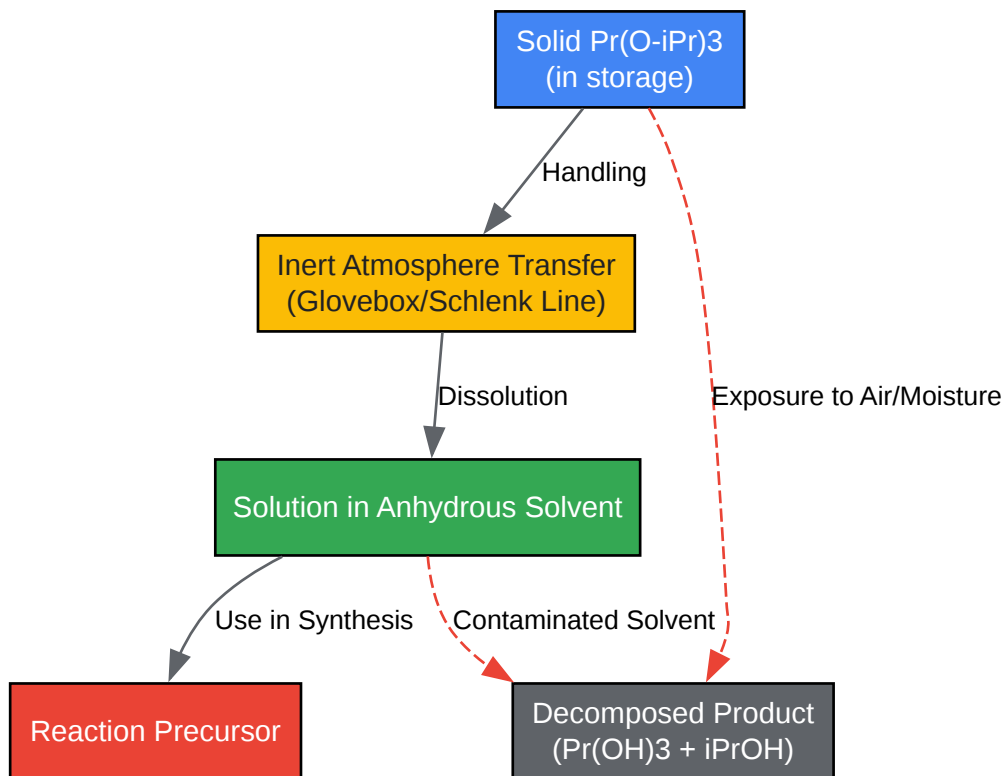 Solid Pr(O-iPr)3
(in storage)
Handling
Inert Atmosphere Transfer
(Glovebox/Schlenk Line)
Dissolution
Exposure to Air/Moisture
Solution in Anhydrous Solvent
Use in Synthesis
Contaminated Solvent
Reaction Precursor
Decomposed Product
(Pr(OH)3 + iPrOH)